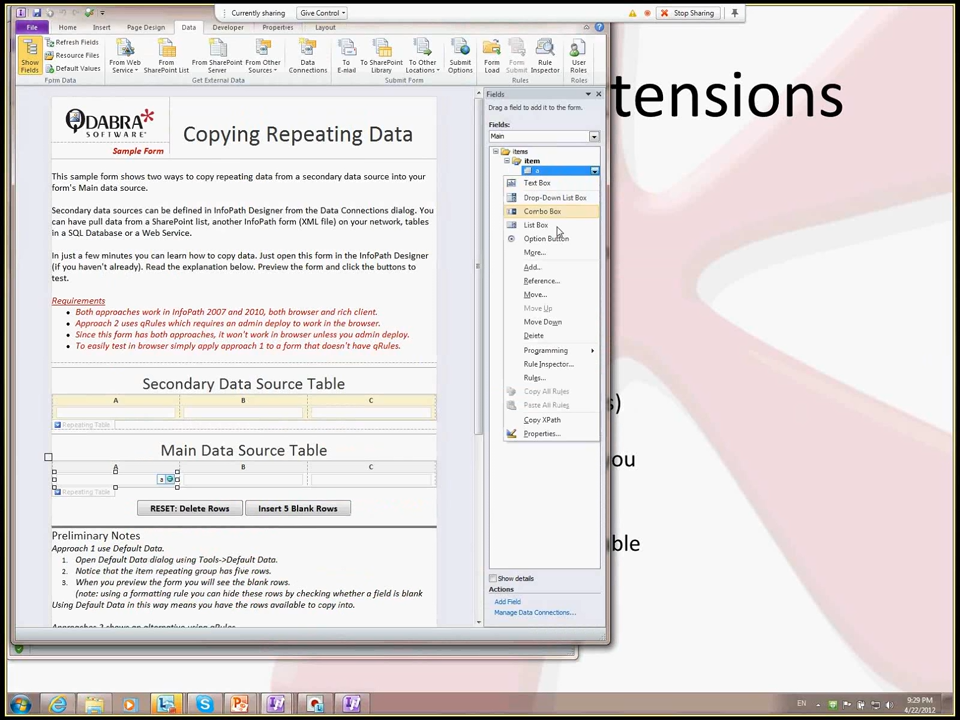 Currently sharing
Give Control
Stop Sharing
File
Home
Insert
Page Design
Data
Developer
Properties
Layout
Show Fields
Refresh Fields
Resource Files
Default Values
Form Data
From Web Service
From SharePoint List
From SharePoint Server
From Other Sources
Data Connections
Get External Data
To E-mail
To SharePoint Library
To Other Locations
Submit Options
Submit Form
Form Load
Form Submit
Rule Inspector
Rules
User Roles
Roles
tensions
QDABRA
SOFTWARE
Sample Form
Copying Repeating Data
This sample form shows two ways to copy repeating data from a secondary data source into your
form's Main data source.
Secondary data sources can be defined in InfoPath Designer from the Data Connections dialog. You
can have pull data from a SharePoint list, another InfoPath form (XML file) on your network, tables
in a SQL Database or a Web Service.
In just a few minutes you can learn how to copy data. Just open this form in the InfoPath Designer
(if you haven't already). Read the explanation below. Preview the form and click the buttons to
test.
Requirements
• Both approaches work in InfoPath 2007 and 2010, both browser and rich client.
• Approach 2 uses qRules which requires an admin deploy to work in the browser.
• Since this form has both approaches, it won't work in browser unless you admin deploy.
• To easily test in browser simply apply approach 1 to a form that doesn't have qRules.
Secondary Data Source Table
A B C
Repeating Table
Main Data Source Table
A B C
a
Repeating Table
RESET: Delete Rows
Insert 5 Blank Rows
Preliminary Notes
Approach 1 use Default Data.
1. Open Default Data dialog using Tools->Default Data.
2. Notice that the item repeating group has five rows.
3. When you preview the form you will see the blank rows.
(note: using a formatting rule you can hide these rows by checking whether a field is blank
Using Default Data in this way means you have the rows available to copy into.
Approaches 2 shows an alternative using qRules
Fields
Drag a field to add it to the form.
Fields:
Main
items
item
a
Text Box
Drop-Down List Box
Combo Box
List Box
Option Button
More...
Add...
Reference...
Move...
Move Up
Move Down
Delete
Programming
Rule Inspector...
Rules...
Copy All Rules
Paste All Rules
Copy XPath
Properties...
Show details
Actions
Add Field
Manage Data Connections...
s)
ou
ble
EN
9:29 PM
4/22/2012